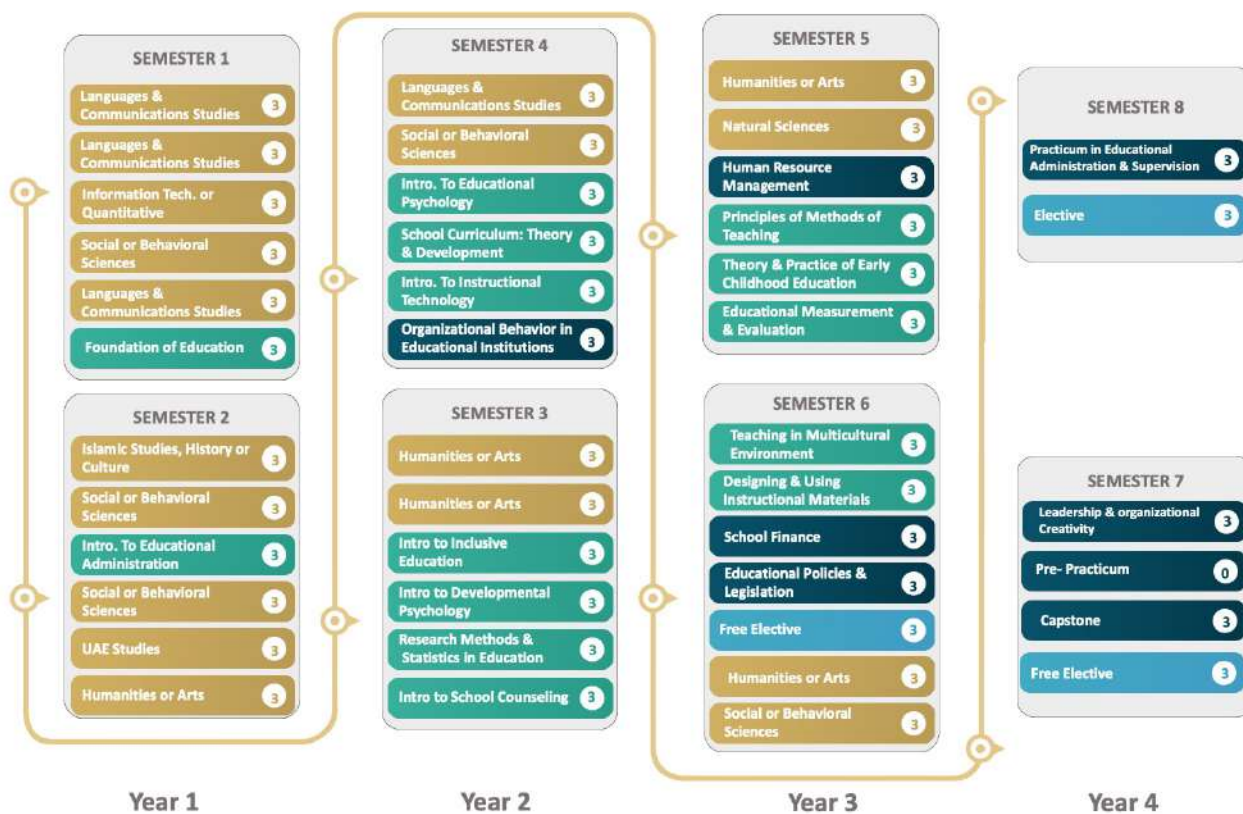 SEMESTER 1
Languages &
Communications Studies 3
Languages &
Communications Studies 3
Information Tech. or
Quantitative 3
Social or Behavioral
Sciences 3
Languages &
Communications Studies 3
Foundation of Education 3
SEMESTER 2
Islamic Studies, History or
Culture 3
Social or Behavioral
Sciences 3
Intro. To Educational
Administration 3
Social or Behavioral
Sciences 3
UAE Studies 3
Humanities or Arts 3
Year 1
SEMESTER 4
Languages &
Communications Studies 3
Social or Behavioral
Sciences 3
Intro. To Educational
Psychology 3
School Curriculum: Theory
& Development 3
Intro. To Instructional
Technology 3
Organizational Behavior in
Educational Institutions 3
SEMESTER 3
Humanities or Arts 3
Humanities or Arts 3
Intro to Inclusive
Education 3
Intro to Developmental
Psychology 3
Research Methods &
Statistics in Education 3
Intro to School Counseling 3
Year 2
SEMESTER 5
Humanities or Arts 3
Natural Sciences 3
Human Resource
Management 3
Principles of Methods of
Teaching 3
Theory & Practice of Early
Childhood Education 3
Educational Measurement
& Evaluation 3
SEMESTER 6
Teaching in Multicultural
Environment 3
Designing & Using
Instructional Materials 3
School Finance 3
Educational Policies &
Legislation 3
Free Elective 3
Humanities or Arts 3
Social or Behavioral
Sciences 3
Year 3
SEMESTER 8
Practicum in Educational
Administration & Supervision 3
Elective 3
SEMESTER 7
Leadership & organizational
Creativity 3
Pre- Practicum 0
Capstone 3
Free Elective 3
Year 4